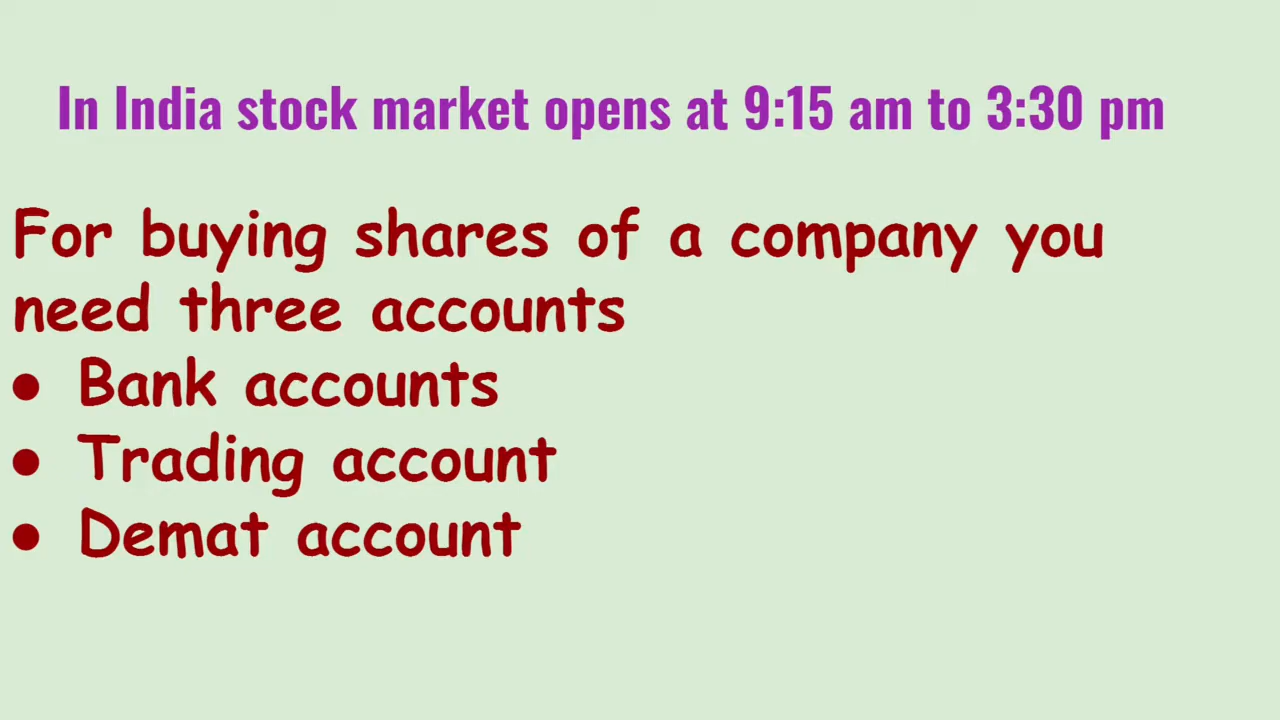 In India stock market opens at 9:15 am to 3:30 pm
For buying shares of a company you
need three accounts
● Bank accounts
● Trading account
● Demat account